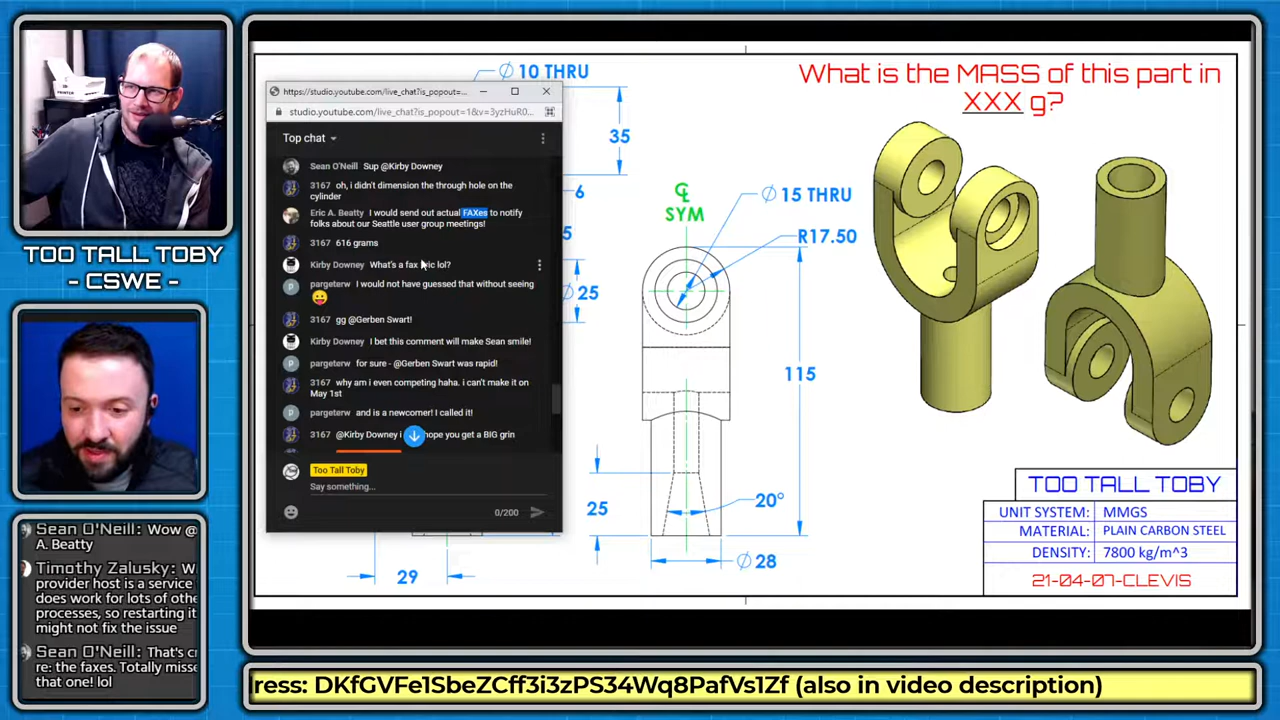 TOO TALL TOBY
- CSWE -
Sean O'Neill: Wow @
A. Beatty
Timothy Zalusky: W
provider host is a service
does work for lots of othe
processes, so restarting it
might not fix the issue
Sean O'Neill: That's cr
re: the faxes. Totally misse
that one! lol
https://studio.youtube.com/live_chat?is_popout=...
studio.youtube.com/live_chat?is_popout=1&v=3yzHuR0...
Top chat
Sean O'Neill Sup @Kirby Downey
3167 oh, i didn't dimension the through hole on the
cylinder
Eric A. Beatty I would send out actual FAXes to notify
folks about our Seattle user group meetings!
3167 616 grams
Kirby Downey What's a fax ric lol?
pargeterw I would not have guessed that without seeing
3167 gg @Gerben Swart!
Kirby Downey I bet this comment will make Sean smile!
pargeterw for sure - @Gerben Swart was rapid!
3167 why am i even competing haha. i can't make it on
May 1st
pargeterw and is a newcomer! I called it!
3167 @Kirby Downey i hope you get a BIG grin
Too Tall Toby
Say something...
0/200
Ø 10 THRU
35
6
5
Ø 25
29
℄
SYM
Ø 15 THRU
R17.50
115
25
20°
Ø 28
What is the MASS of this part in
XXX g?
TOO TALL TOBY
UNIT SYSTEM: MMGS
MATERIAL: PLAIN CARBON STEEL
DENSITY: 7800 kg/m^3
21-04-07-CLEVIS
ress: DKfGVFe1SbeZCff3i3zPS34Wq8PafVs1Zf (also in video description)